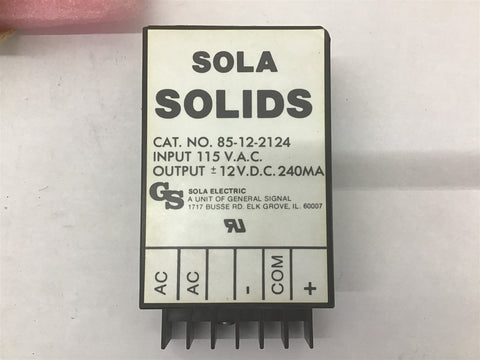 SOLA
SOLIDS
CAT. NO. 85-12-2124
INPUT 115 V.A.C.
OUTPUT ±12V.D.C. 240MA
GS SOLA ELECTRIC
A UNIT OF GENERAL SIGNAL
1717 BUSSE RD. ELK GROVE, IL. 60007
RU
AC AC - COM +